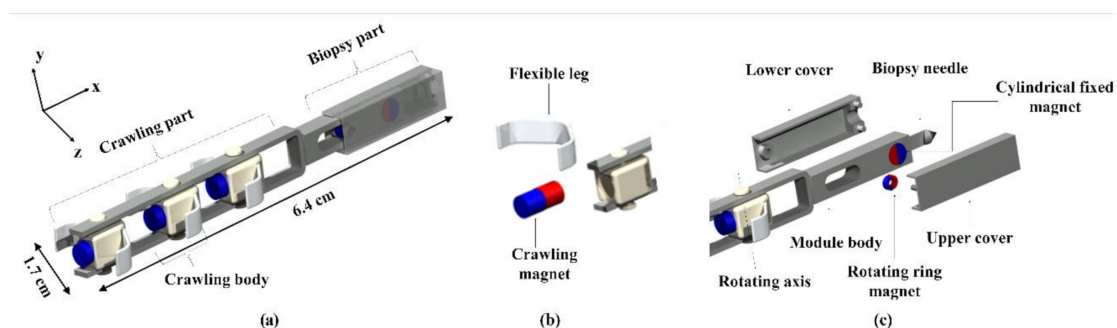 y
x
z
Crawling part
Biopsy part
1.7 cm
6.4 cm
Crawling body
(a)
Flexible leg
Crawling
magnet
(b)
Lower cover
Biopsy needle
Cylindrical fixed
magnet
Module body
Upper cover
Rotating axis
Rotating ring
magnet
(c)